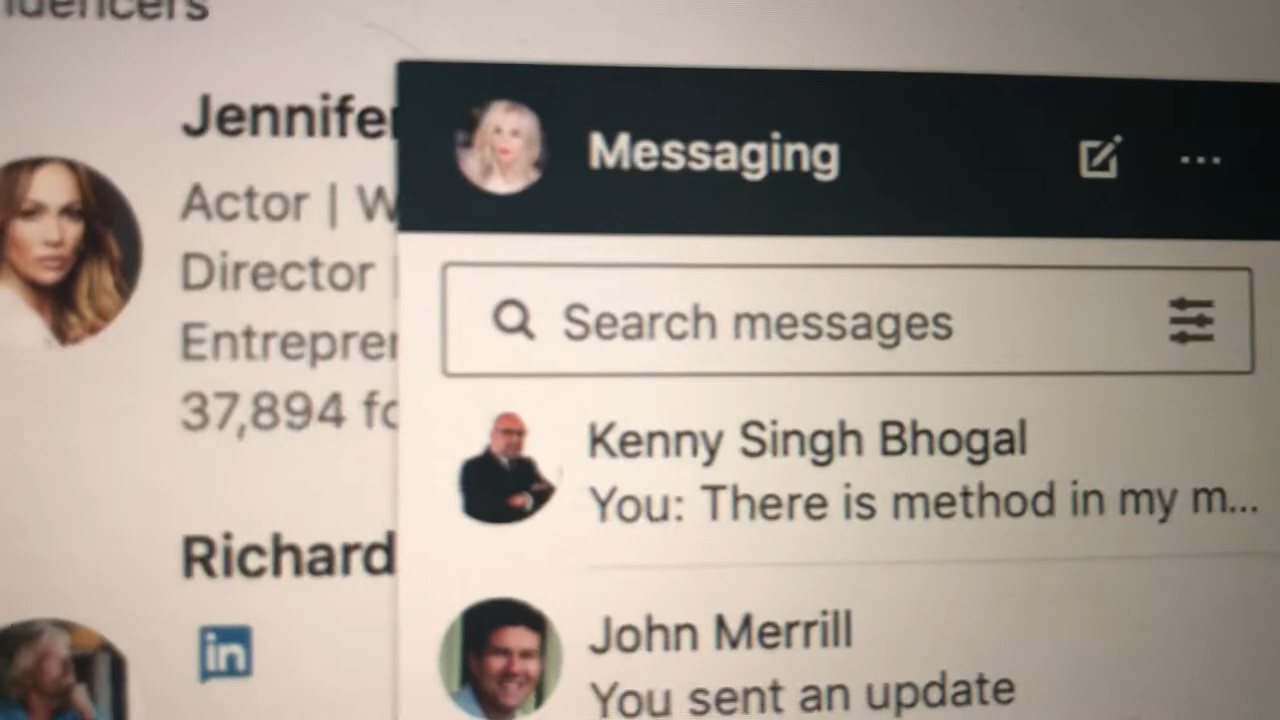 Jennifer
Actor | W
Director
Entrepre
37,894 fo
Richard
in
Messaging
Search messages
Kenny Singh Bhogal
You: There is method in my m...
John Merrill
You sent an update